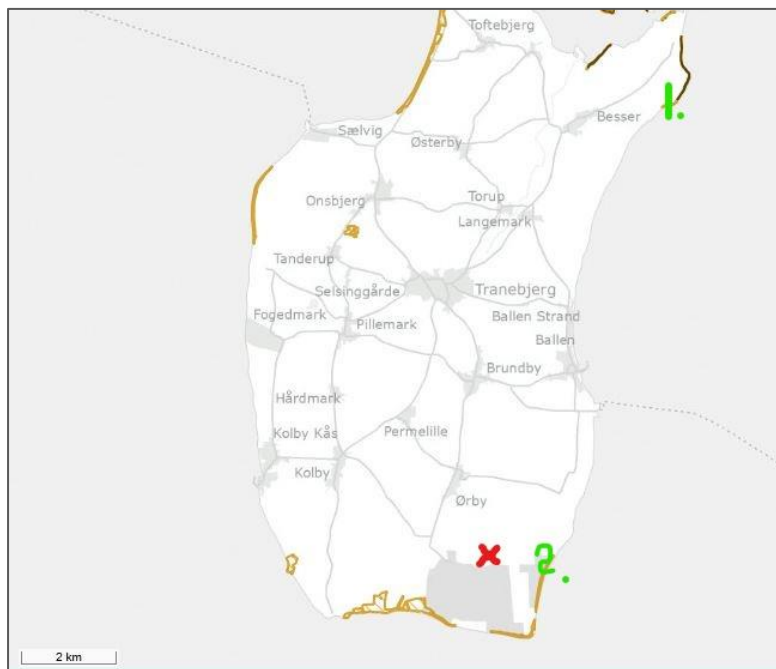 Toftebjerg
1.
Besser
Sælvig
Østerby
Onsbjerg
Torup
Langemark
Tanderup
Selsinggårde
Tranebjerg
Fogedmark
Pillemark
Ballen Strand
Ballen
Brundby
Hårdmark
Kolby Kås
Permelille
Kolby
Ørby
x
2.
2 km